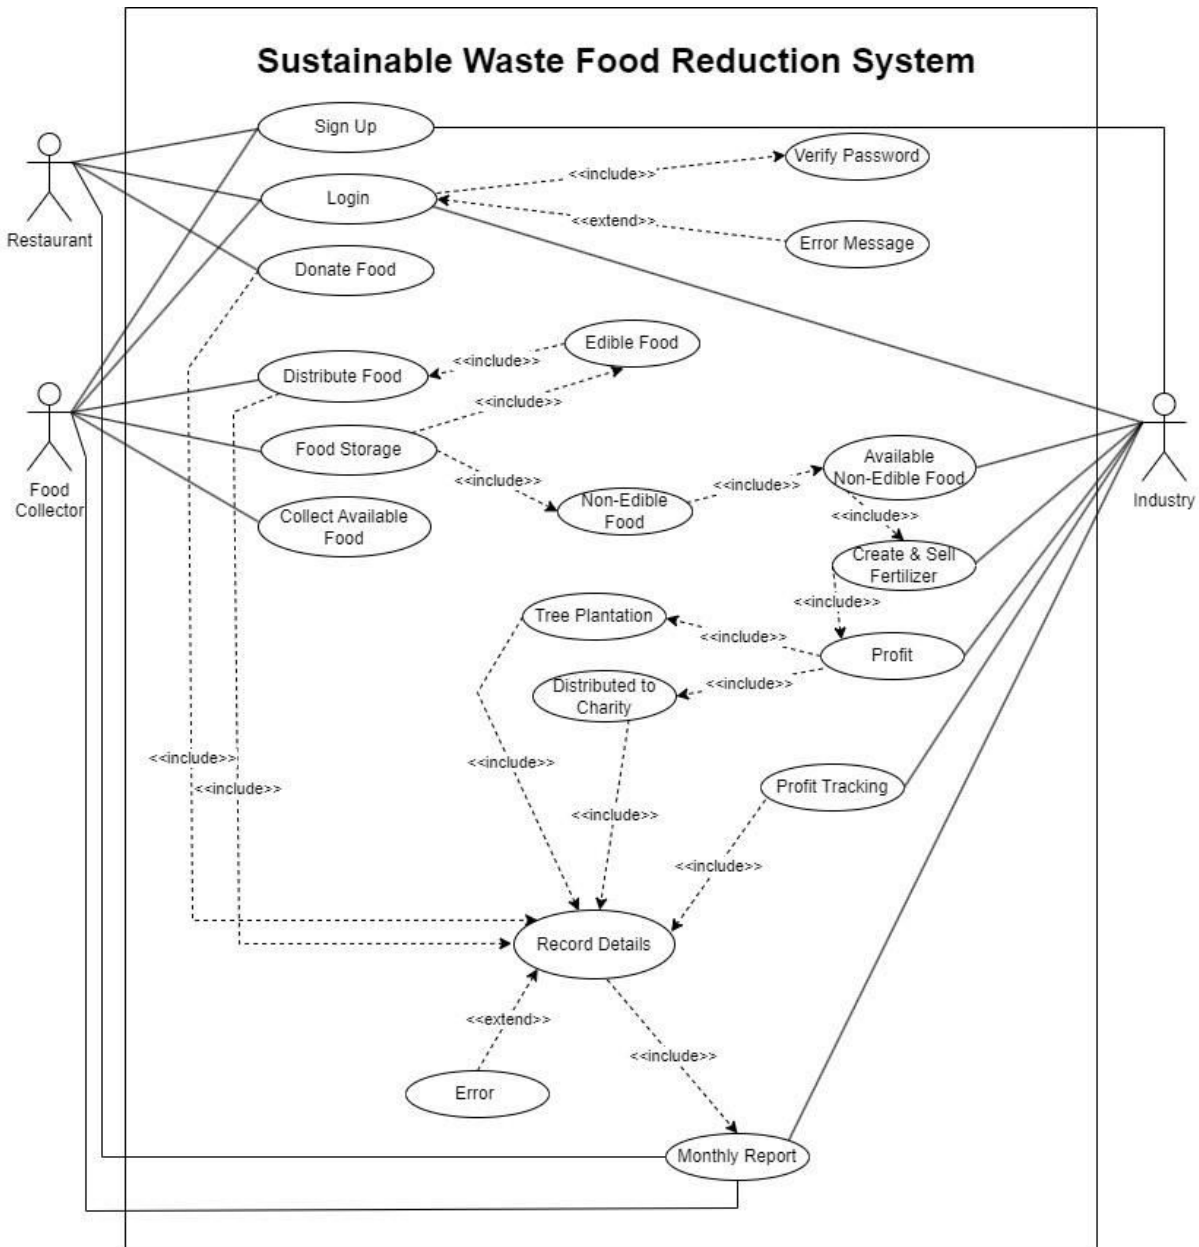 Sustainable Waste Food Reduction System
Sign Up
Verify Password
<<include>>
Login
<<extend>>
Restaurant
Error Message
Donate Food
Edible Food
<<include>>
Distribute Food
<<include>>
Food Storage
Available
Non-Edible Food
<<include>>
<<include>>
Food
Collector
Non-Edible
Food
Industry
Collect Available
Food
<<include>>
Create & Sell
Fertilizer
<<include>>
Tree Plantation
<<include>>
Profit
<<include>>
Distributed to
Charity
<<include>>
<<include>>
<<include>>
Profit Tracking
<<include>>
<<include>>
Record Details
<<extend>>
<<include>>
Error
Monthly Report